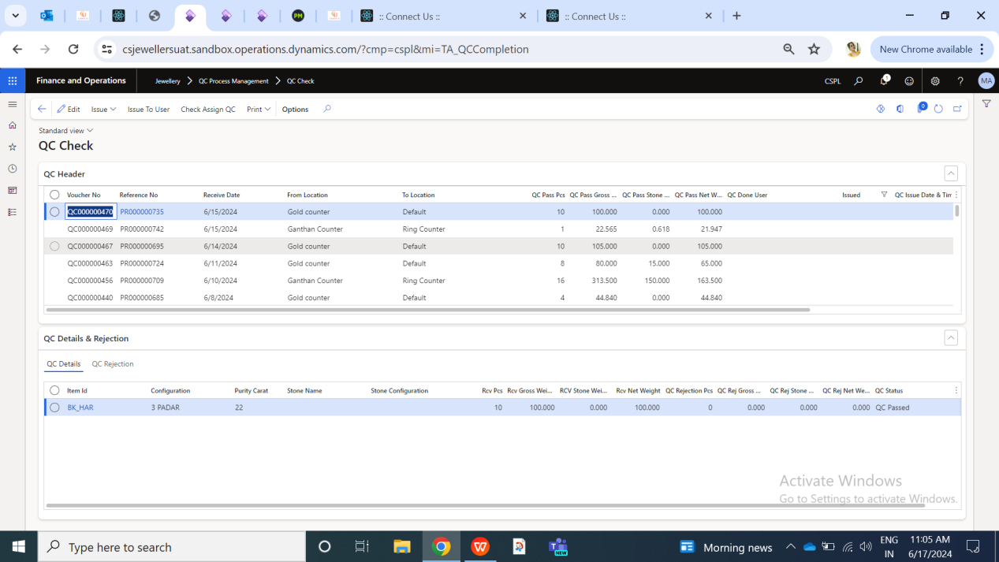 :: Connect Us ::
:: Connect Us ::
csjewellersuat.sandbox.operations.dynamics.com/?cmp=cspl&mi=TA_QCCompletion
New Chrome available
Finance and Operations
Jewellery > QC Process Management > QC Check
CSPL
1
?
MA
Edit Issue Issue To User Check Assign QC Print Options
0
Standard view
QC Check
QC Header
Voucher No Reference No Receive Date From Location To Location QC Pass Pcs QC Pass Gross ... QC Pass Stone ... QC Pass Net W... QC Done User Issued QC Issue Date & Tim
QC000000470 PR000000735 6/15/2024 Gold counter Default 10 100.000 0.000 100.000
QC000000469 PR000000742 6/15/2024 Ganthan Counter Ring Counter 1 22.565 0.618 21.947
QC000000467 PR000000695 6/14/2024 Gold counter Default 10 105.000 0.000 105.000
QC000000463 PR000000724 6/11/2024 Gold counter Default 8 80.000 15.000 65.000
QC000000456 PR000000709 6/10/2024 Ganthan Counter Ring Counter 16 313.500 150.000 163.500
QC000000440 PR000000685 6/8/2024 Gold counter Default 4 44.840 0.000 44.840
QC Details & Rejection
QC Details QC Rejection
Item Id Configuration Purity Carat Stone Name Stone Configuration Rcv Pcs Rcv Gross Wei... RCV Stone Wei... Rcv Net Weight QC Rejection Pcs QC Rej Gross ... QC Rej Stone ... QC Rej Net We... QC Status
BK_HAR 3 PADAR 22 10 100.000 0.000 100.000 0 0.000 0.000 0.000 QC Passed
Activate Windows
Go to Settings to activate Windows.
Type here to search
NEW
Morning news
ENG
IN
11:05 AM
6/17/2024